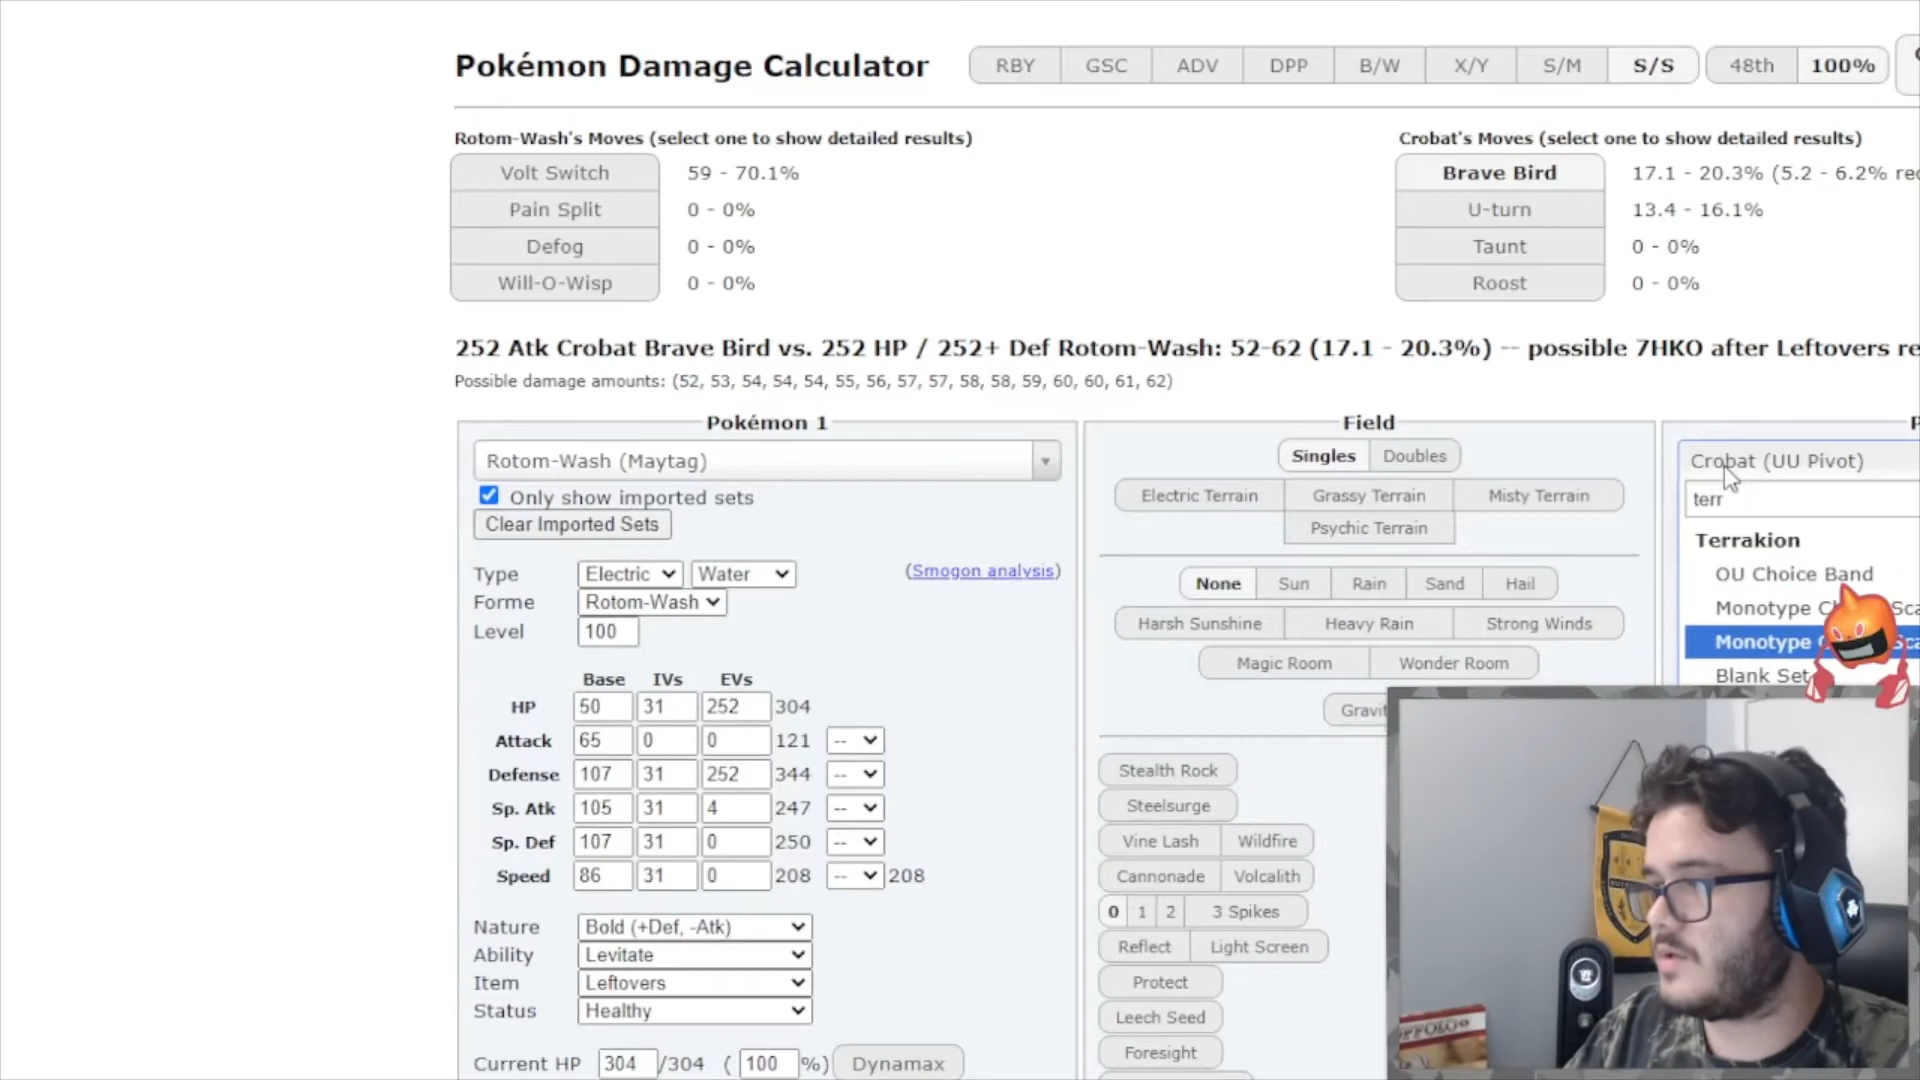 Pokémon Damage Calculator RBY GSC ADV DPP B/W X/Y S/M S/S 48th 100%
Rotom-Wash's Moves (select one to show detailed results)
Volt Switch 59 - 70.1%
Pain Split 0 - 0%
Defog 0 - 0%
Will-O-Wisp 0 - 0%
Crobat's Moves (select one to show detailed results)
Brave Bird 17.1 - 20.3% (5.2 - 6.2% rec
U-turn 13.4 - 16.1%
Taunt 0 - 0%
Roost 0 - 0%
252 Atk Crobat Brave Bird vs. 252 HP / 252+ Def Rotom-Wash: 52-62 (17.1 - 20.3%) -- possible 7HKO after Leftovers re
Possible damage amounts: (52, 53, 54, 54, 54, 55, 56, 57, 57, 58, 58, 59, 60, 60, 61, 62)
Pokémon 1
Rotom-Wash (Maytag)
Only show imported sets
Clear Imported Sets
Type Electric Water (Smogon analysis)
Forme Rotom-Wash
Level 100
Base IVs EVs
HP 50 31 252 304
Attack 65 0 0 121 --
Defense 107 31 252 344 --
Sp. Atk 105 31 4 247 --
Sp. Def 107 31 0 250 --
Speed 86 31 0 208 -- 208
Nature Bold (+Def, -Atk)
Ability Levitate
Item Leftovers
Status Healthy
Current HP 304 /304 ( 100 %) Dynamax
Field
Singles Doubles
Electric Terrain Grassy Terrain Misty Terrain
Psychic Terrain
None Sun Rain Sand Hail
Harsh Sunshine Heavy Rain Strong Winds
Magic Room Wonder Room
Gravit
Stealth Rock
Steelsurge
Vine Lash Wildfire
Cannonade Volcalith
0 1 2 3 Spikes
Reflect Light Screen
Protect
Leech Seed
Foresight
Crobat (UU Pivot)
terr
Terrakion
OU Choice Band
Monotype C Sca
Monotype Sca
Blank Set